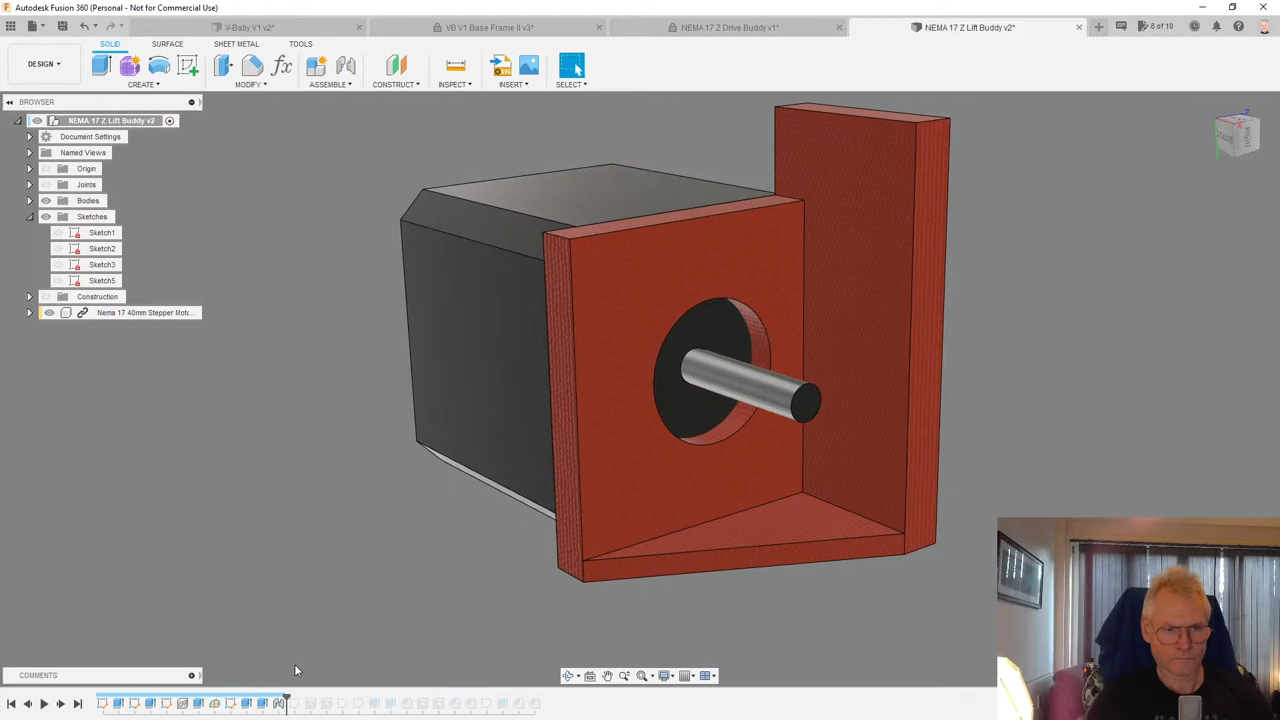 Autodesk Fusion 360 (Personal - Not for Commercial Use)
V-Baby V1 v2*
VB V1 Base Frame II v3*
NEMA 17 Z Drive Buddy v1*
NEMA 17 Z Lift Buddy v2*
8 of 10
SOLID
SURFACE
SHEET METAL
TOOLS
DESIGN
CREATE
MODIFY
ASSEMBLE
CONSTRUCT
INSPECT
INSERT
SELECT
BROWSER
NEMA 17 Z Lift Buddy v2
Document Settings
Named Views
Origin
Joints
Bodies
Sketches
Sketch1
Sketch2
Sketch3
Sketch5
Construction
Nema 17 40mm Stepper Motc...
Z
X
RIGHT
COMMENTS